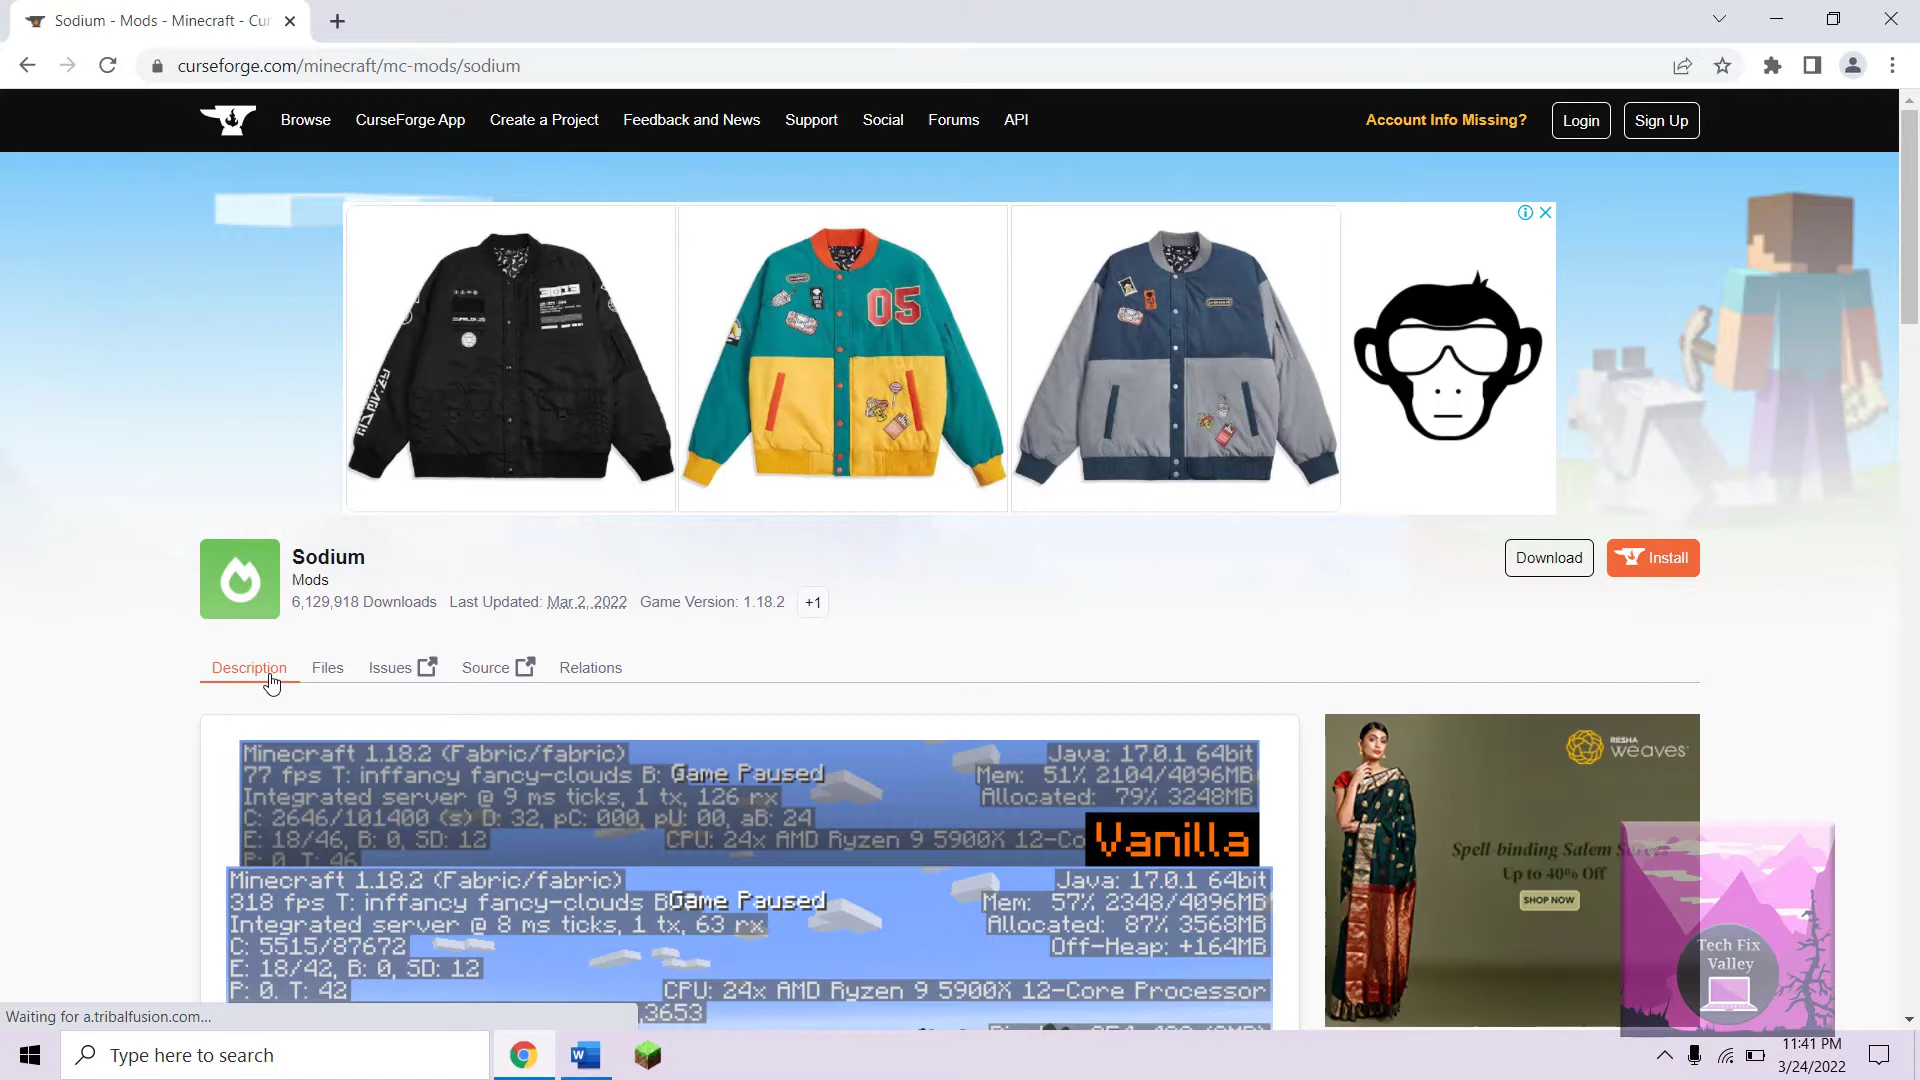 Sodium - Mods - Minecraft - Cur
curseforge.com/minecraft/mc-mods/sodium
Browse CurseForge App Create a Project Feedback and News Support Social Forums API Account Info Missing? Login Sign Up
3013
05
Sodium
Download Install
Mods
6,129,918 Downloads Last Updated: Mar 2, 2022 Game Version: 1.18.2 +1
Description Files Issues Source Relations
Minecraft 1.18.2 (Fabric/fabric) Java: 17.0.1 64bit
77 fps T: inffancy fancy-clouds B: Game Paused Mem: 51% 2104/4096MB
Integrated server @ 9 ms ticks, 1 tx, 126 rx Allocated: 79% 3248MB
C: 2646/101400 (s) D: 32, pC: 000, pU: 00, aB: 24
E: 18/46, B: 0, SD: 12 CPU: 24x AMD Ryzen 9 5900X 12-Co
Vanilla
P: 0. T: 46
Minecraft 1.18.2 (Fabric/fabric) Java: 17.0.1 64bit
318 fps T: inffancy fancy-clouds B Game Paused Mem: 57% 2348/4096MB
Integrated server @ 8 ms ticks, 1 tx, 63 rx Allocated: 87% 3568MB
C: 5515/87672 Off-Heap: +164MB
E: 18/42, B: 0, SD: 12
P: 0. T: 42 CPU: 24x AMD Ryzen 9 5900X 12-Core Processor
,3653
RESHA
weaves
Spell-binding Salem
Up to 40% Off
SHOP NOW
Tech Fix
Valley
Waiting for a.tribalfusion.com...
Type here to search
11:41 PM
3/24/2022